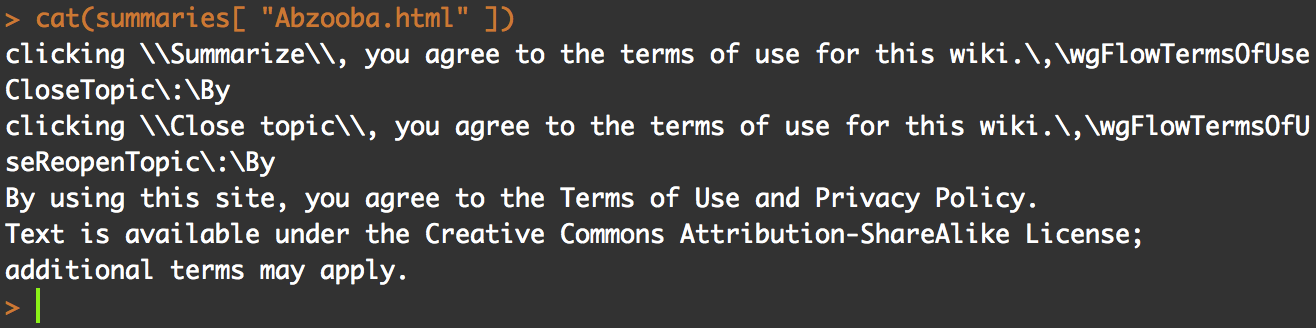 > cat(summaries[ "Abzooba.html" ])
clicking \\Summarize\\, you agree to the terms of use for this wiki.\,\wgFlowTermsOfUse
CloseTopic\:\By
clicking \\Close topic\\, you agree to the terms of use for this wiki.\,\wgFlowTermsOfU
seReopenTopic\:\By
By using this site, you agree to the Terms of Use and Privacy Policy.
Text is available under the Creative Commons Attribution-ShareAlike License;
additional terms may apply.
>